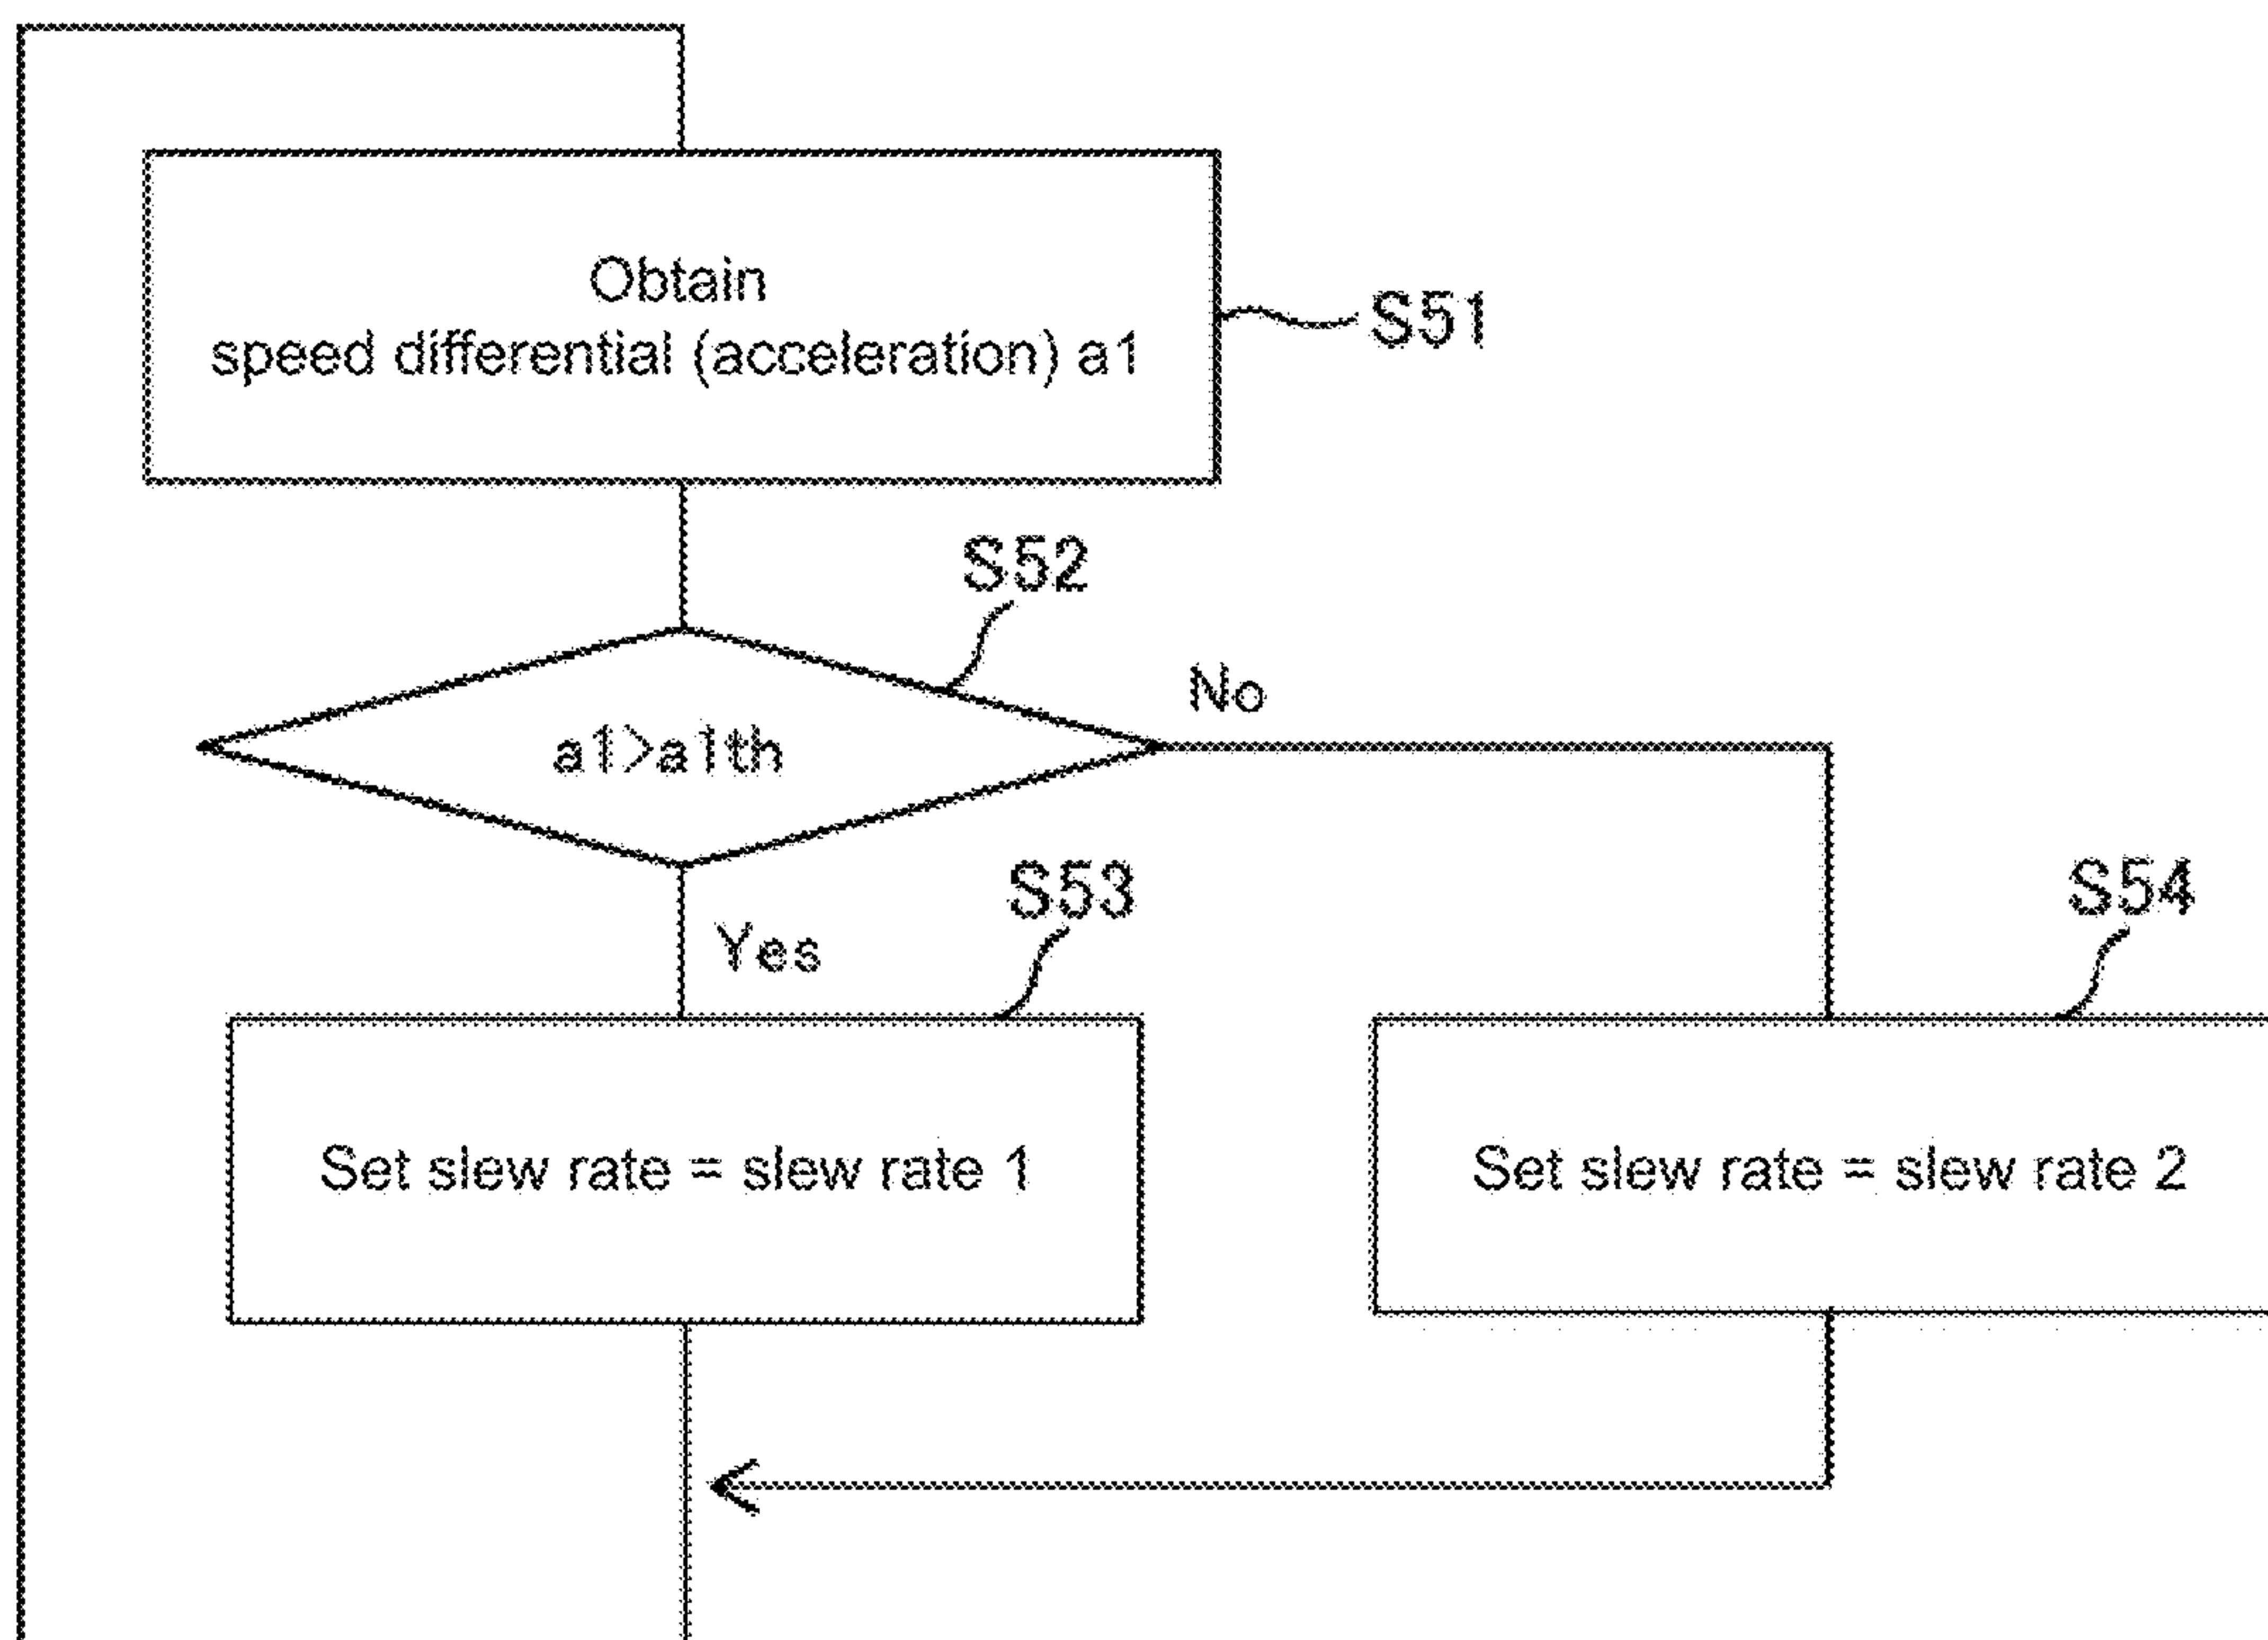 Obtain
speed differential (acceleration) a1
S51
S52
a1>a1th
No
Yes
S53
S54
Set slew rate = slew rate 1
Set slew rate = slew rate 2